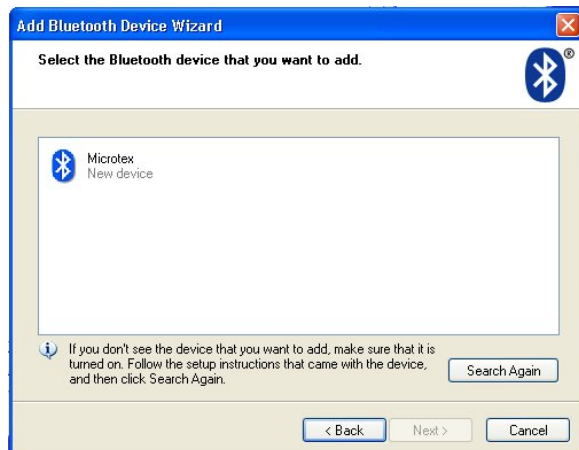 Add Bluetooth Device Wizard
Select the Bluetooth device that you want to add.
®
Microtex
New device
If you don't see the device that you want to add, make sure that it is
turned on. Follow the setup instructions that came with the device,
and then click Search Again.
Search Again
< Back
Next >
Cancel